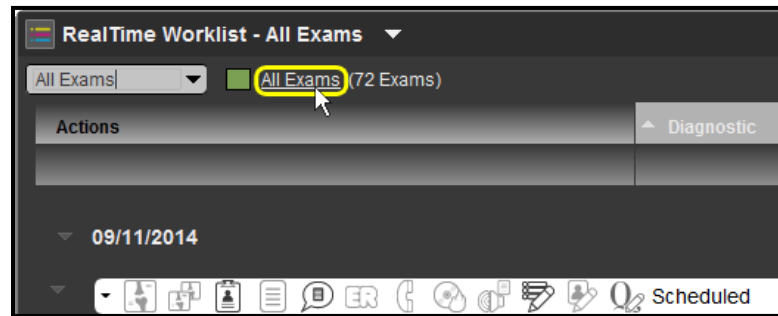 RealTime Worklist - All Exams
All Exams All Exams (72 Exams)
Actions Diagnostic
09/11/2014
ER Scheduled